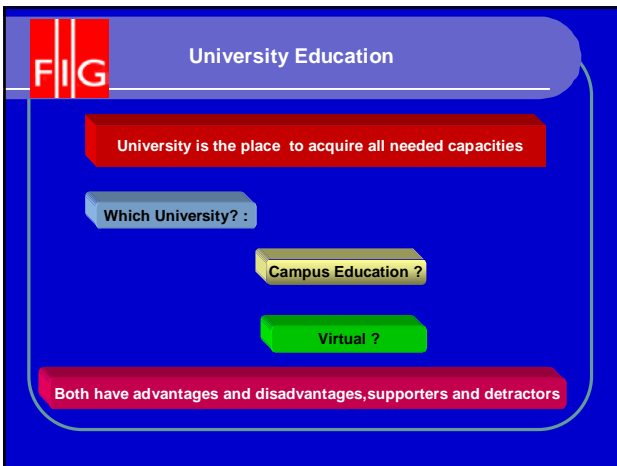 FIG
University Education
University is the place to acquire all needed capacities
Which University? :
Campus Education ?
Virtual ?
Both have advantages and disadvantages,supporters and detractors